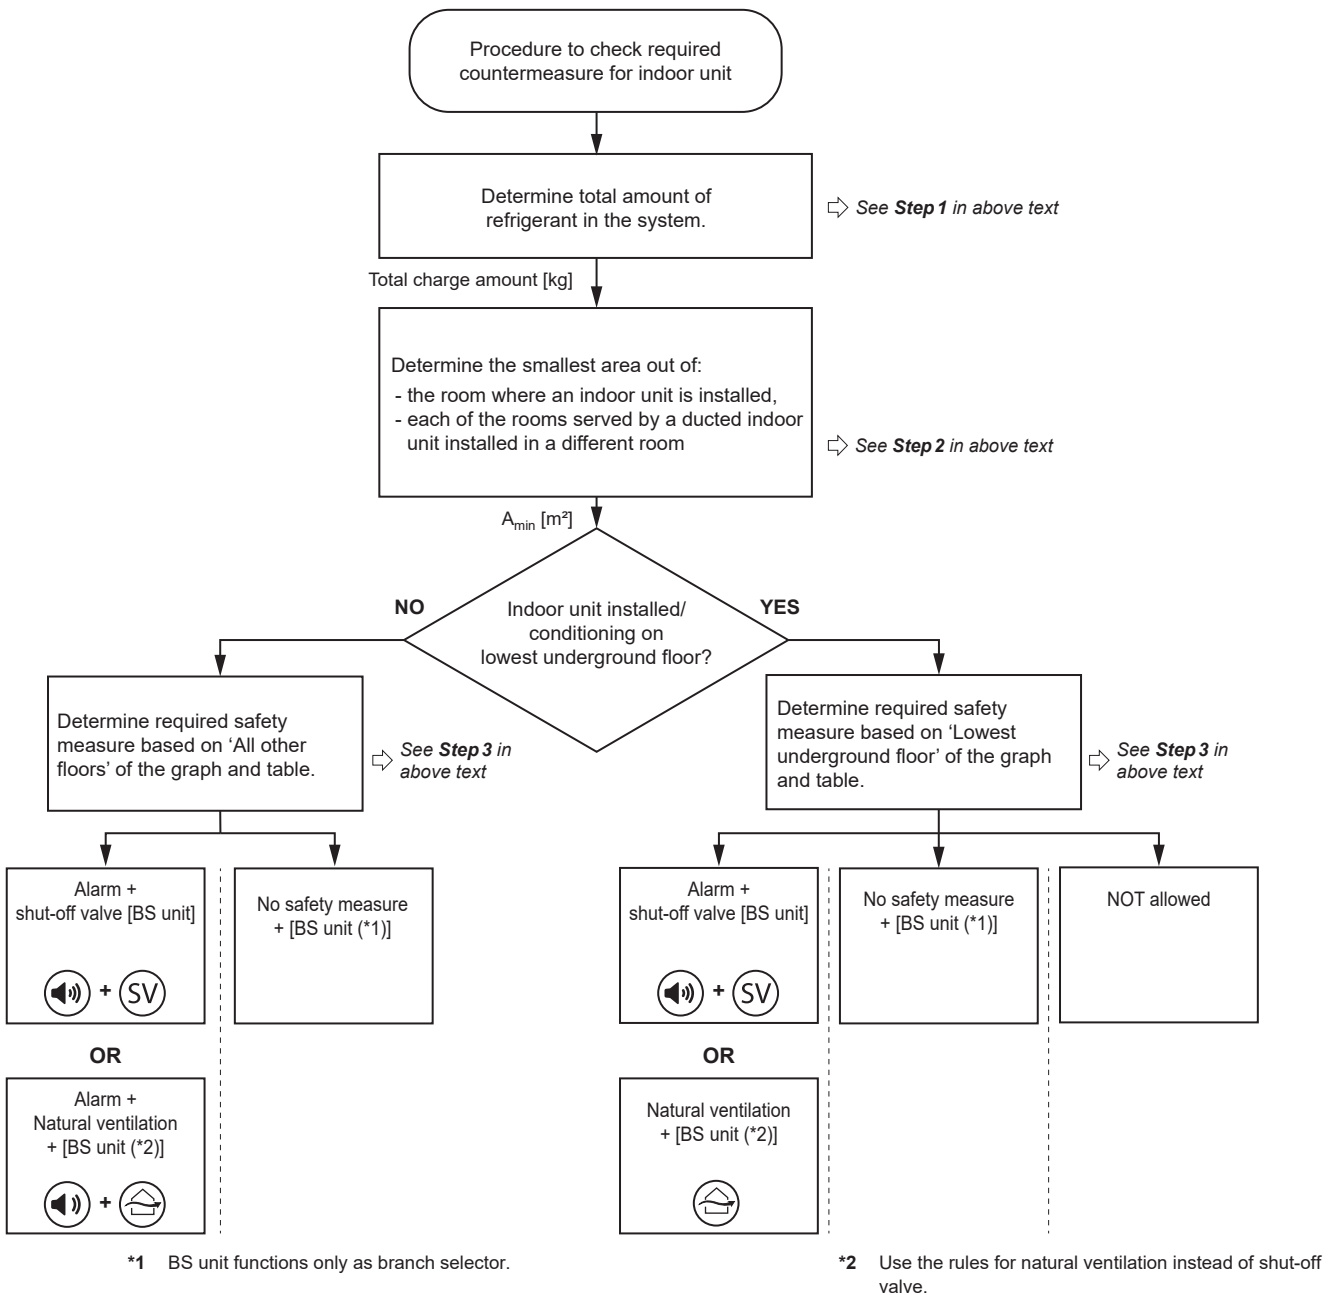 Procedure to check required
countermeasure for indoor unit
Determine total amount of
refrigerant in the system.
See Step 1 in above text
Total charge amount [kg]
Determine the smallest area out of:
- the room where an indoor unit is installed,
- each of the rooms served by a ducted indoor
unit installed in a different room
See Step 2 in above text
Amin [m²]
NO
Indoor unit installed/
conditioning on
lowest underground floor?
YES
Determine required safety
measure based on ‘All other
floors’ of the graph and table.
See Step 3 in
above text
Determine required safety
measure based on ‘Lowest
underground floor’ of the graph
and table.
See Step 3 in
above text
Alarm +
shut-off valve [BS unit]
+ SV
OR
Alarm +
Natural ventilation
+ [BS unit (*2)]
+
No safety measure
+ [BS unit (*1)]
Alarm +
shut-off valve [BS unit]
+ SV
OR
Natural ventilation
+ [BS unit (*2)]
No safety measure
+ [BS unit (*1)]
NOT allowed
*1 BS unit functions only as branch selector.
*2 Use the rules for natural ventilation instead of shut-off
valve.